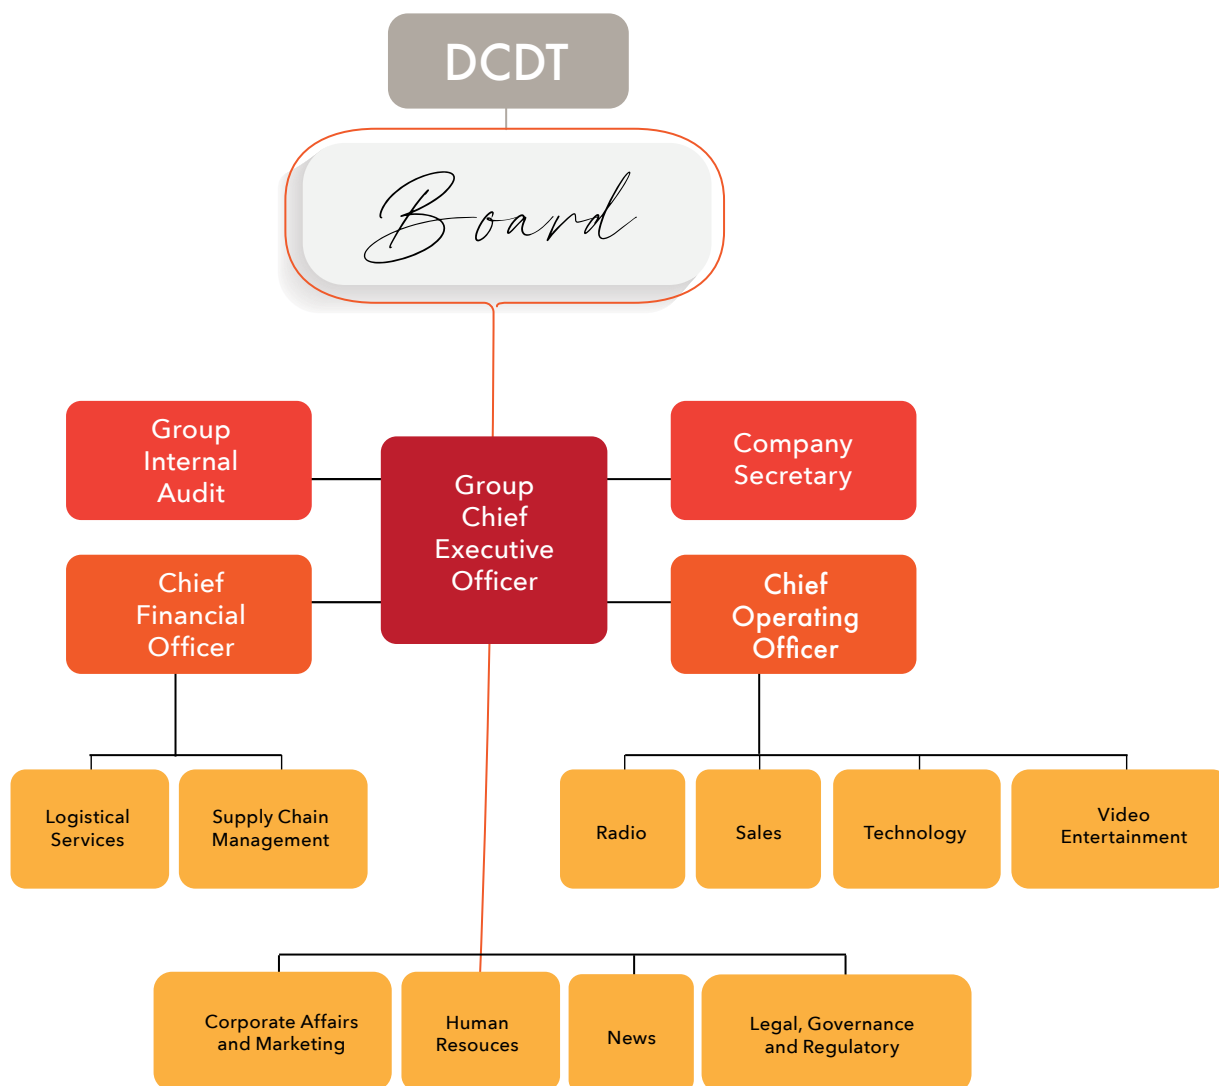 DCDT
Board
Group
Internal
Audit
Group
Chief
Executive
Officer
Company
Secretary
Chief
Financial
Officer
Chief
Operating
Officer
Logistical
Services
Supply Chain
Management
Radio
Sales
Technology
Video
Entertainment
Corporate Affairs
and Marketing
Human
Resouces
News
Legal, Governance
and Regulatory